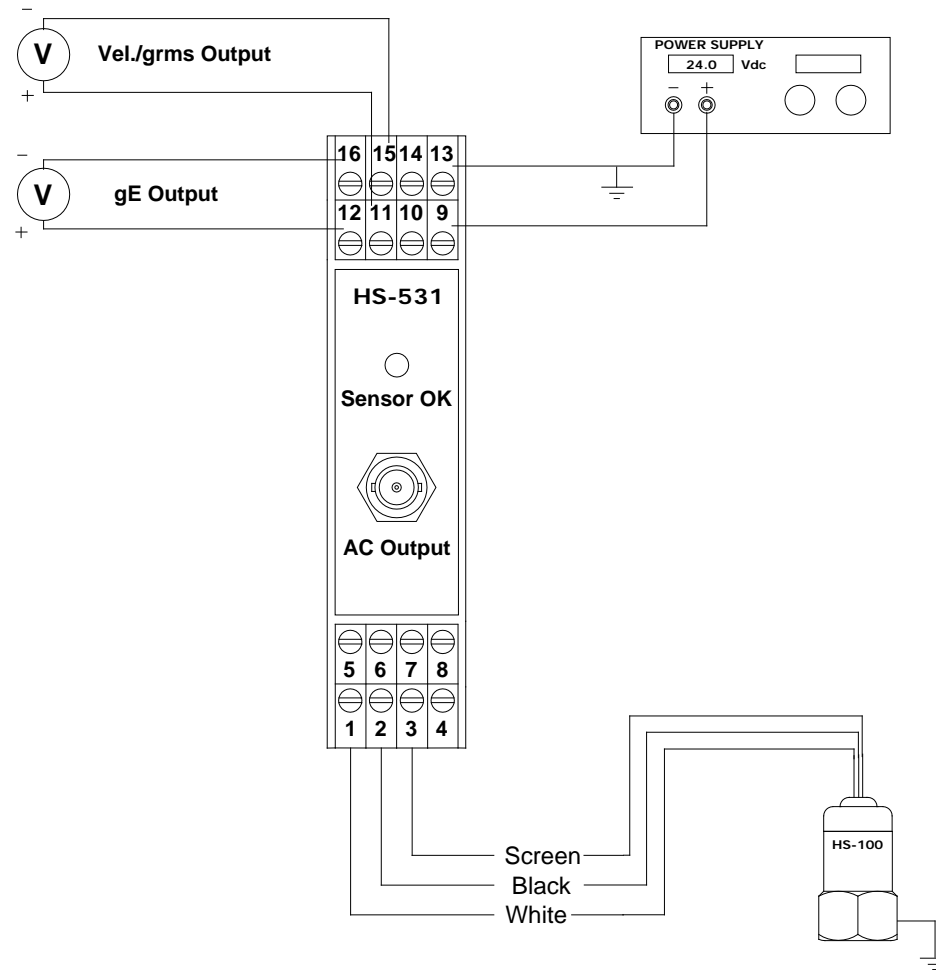 −
V Vel./grms Output
+
POWER SUPPLY
24.0 Vdc
− +
−
V gE Output
+
16 15 14 13
12 11 10 9
HS-531
Sensor OK
AC Output
5 6 7 8
1 2 3 4
Screen
Black
White
HS-100